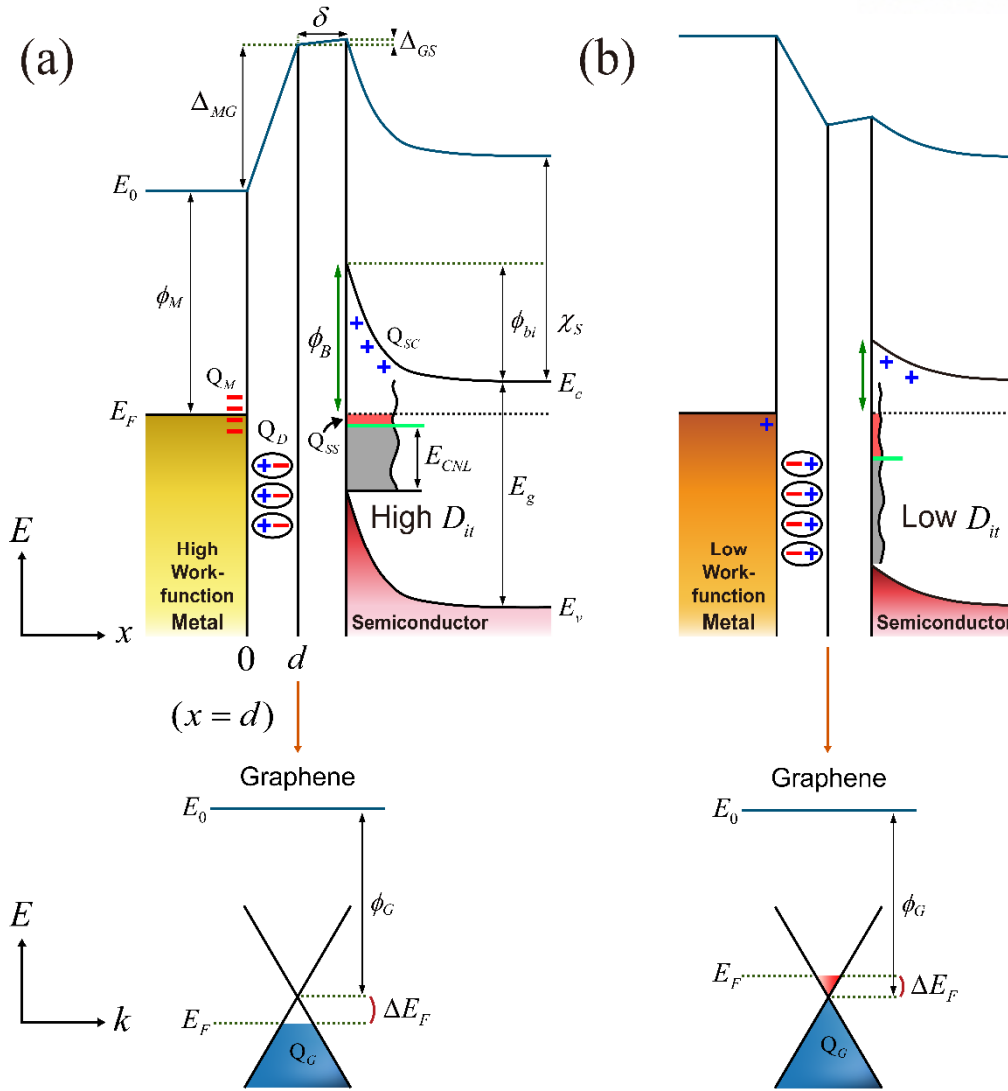 (a)
δ
Δ_GS
Δ_MG
E_0
ϕ_M
ϕ_B
ϕ_bi
χ_S
Q_SC
Q_M
E_c
E_F
Q_D
Q_SS
E_CNL
E_g
High D_it
High
Work-
function
Metal
Semiconductor
E_v
E
x
0
d
(x = d)
Graphene
E_0
ϕ_G
E
E_F
ΔE_F
k
Q_G
(b)
Low D_it
Low
Work-
function
Metal
Semiconductor
Graphene
E_0
ϕ_G
E_F
ΔE_F
Q_G